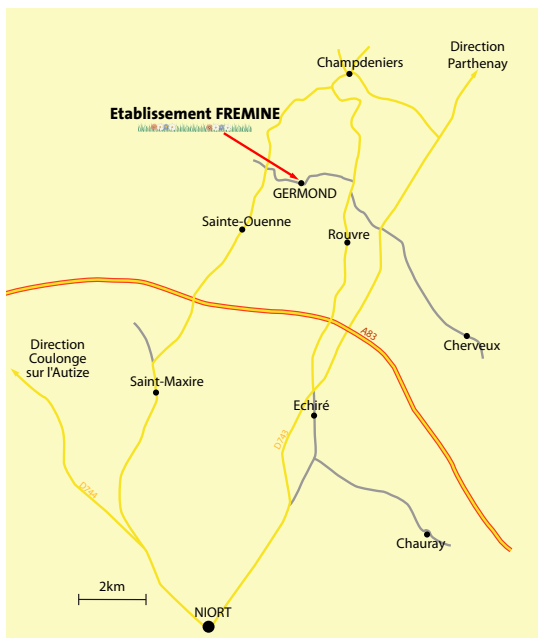 Direction
Parthenay
Champdeniers
Etablissement FREMINE
GERMOND
Sainte-Ouenne
Rouvre
A83
Cherveux
Direction
Coulonge
sur l'Autize
Saint-Maxire
Echiré
D743
D744
Chauray
2km
NIORT